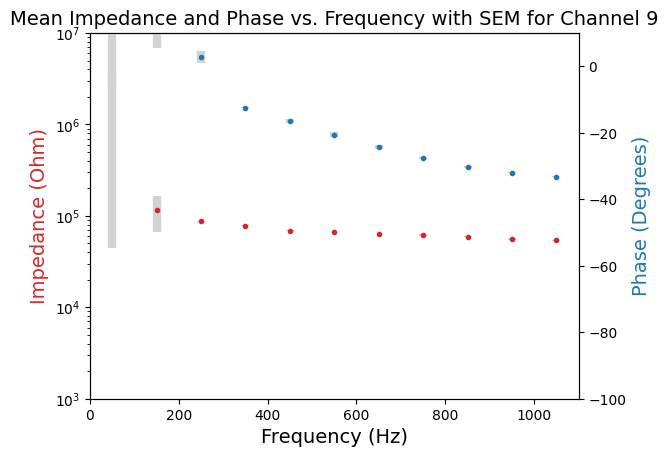 Mean Impedance and Phase vs. Frequency with SEM for Channel 9
Impedance (Ohm)
10^7
10^6
10^5
10^4
10^3
0
−20
−40
−60
−80
−100
Phase (Degrees)
0 200 400 600 800 1000
Frequency (Hz)